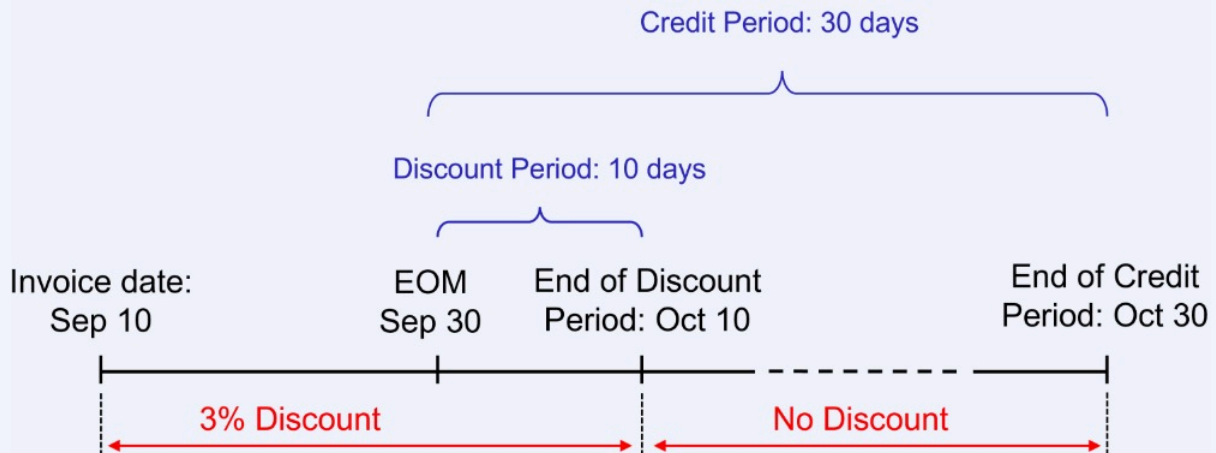 Credit Period: 30 days
Discount Period: 10 days
Invoice date:
Sep 10
EOM
Sep 30
End of Discount
Period: Oct 10
End of Credit
Period: Oct 30
3% Discount
No Discount